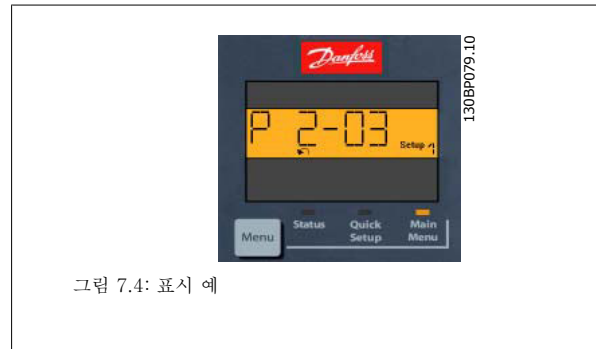 Danfoss
130BP079.10
P 2-03
Setup 1
Status
Quick Setup
Main Menu
Menu
그림 7.4: 표시 예